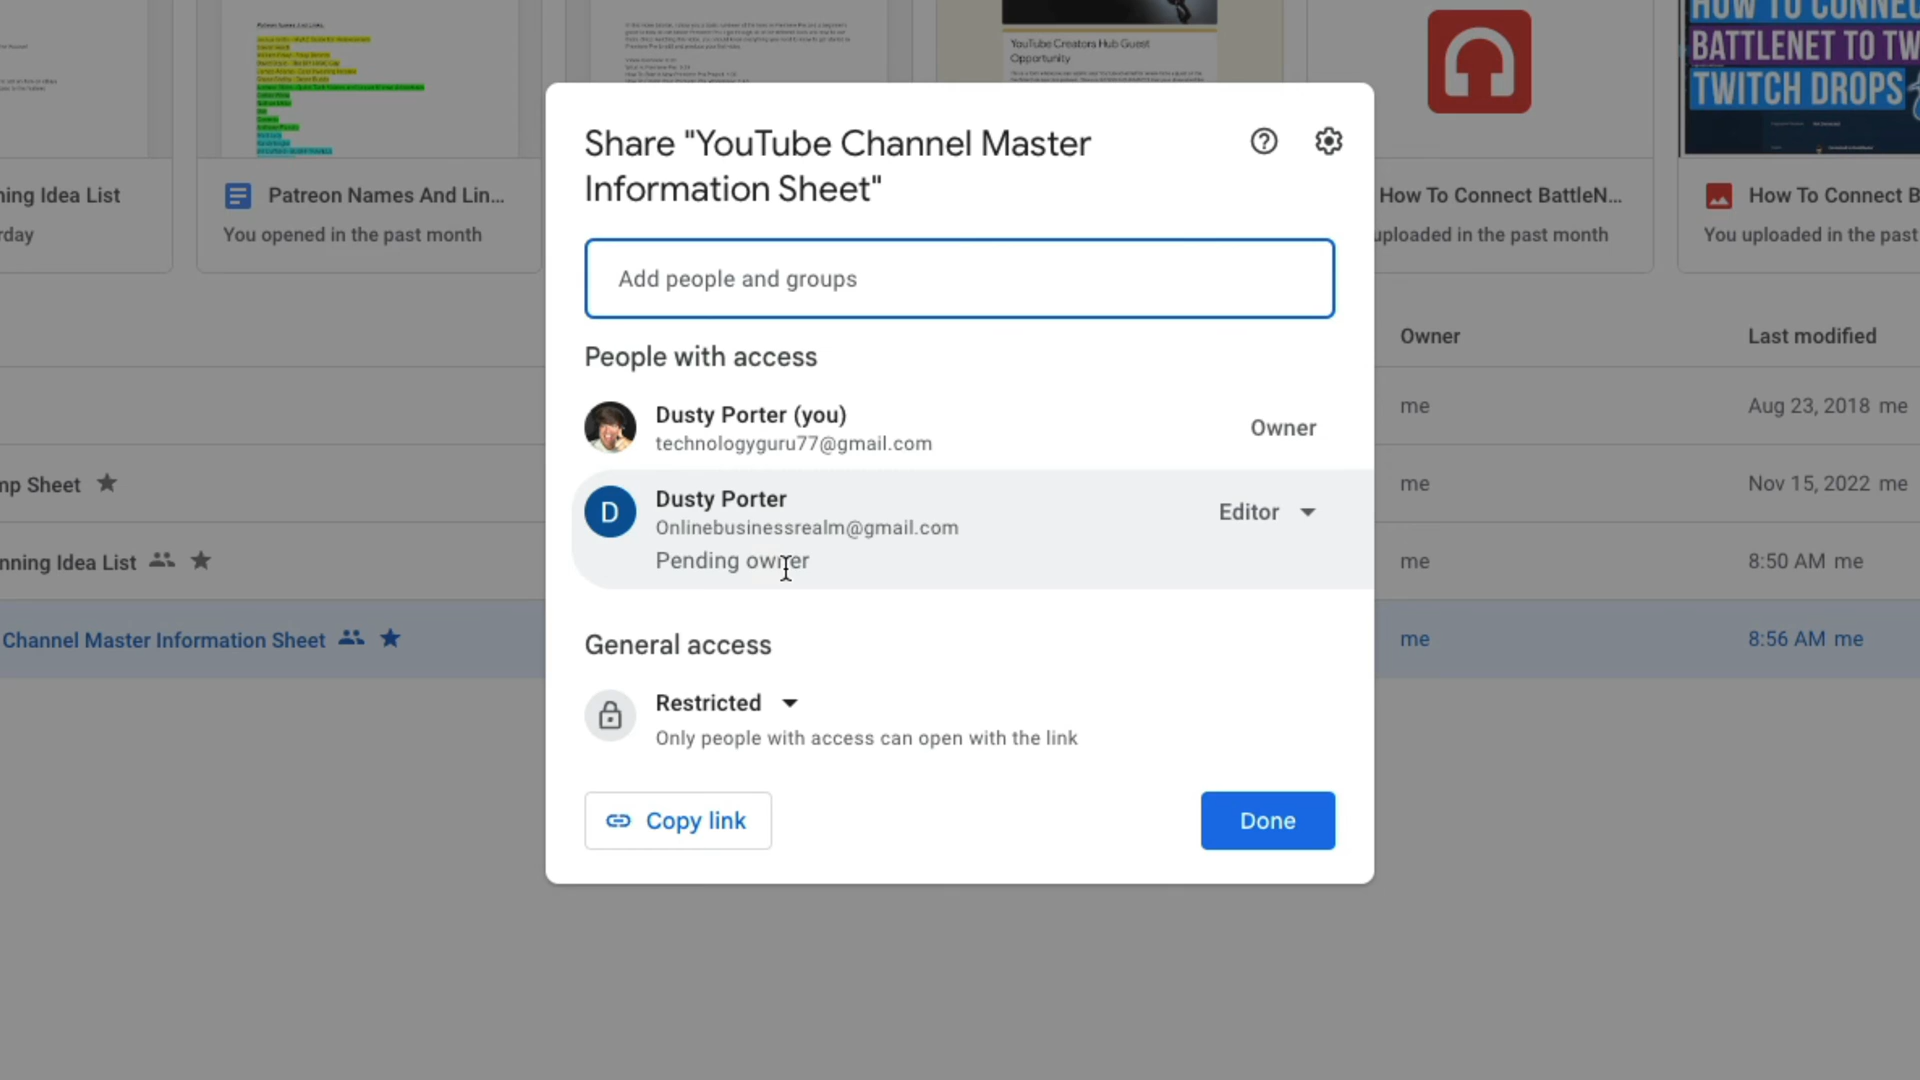 Patreon Names And Links
YouTube Creators Hub Guest
Opportunity
HOW TO CONNEC
BATTLENET TO TW
TWITCH DROPS
ning Idea List
rday
Patreon Names And Lin...
You opened in the past month
How To Connect BattleN...
uploaded in the past month
How To Connect B
You uploaded in the past
Share "YouTube Channel Master
Information Sheet"
Add people and groups
People with access
Dusty Porter (you)
technologyguru77@gmail.com
Owner
D
Dusty Porter
Onlinebusinessrealm@gmail.com
Pending owner
Editor
General access
Restricted
Only people with access can open with the link
Copy link
Done
Owner
Last modified
me
Aug 23, 2018 me
mp Sheet
me
Nov 15, 2022 me
nning Idea List
me
8:50 AM me
Channel Master Information Sheet
me
8:56 AM me